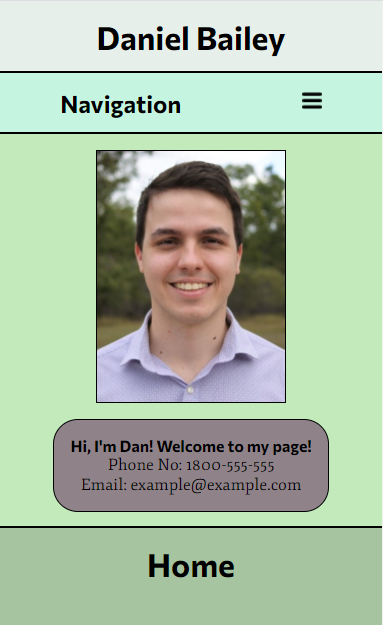 Daniel Bailey
Navigation
Hi, I'm Dan! Welcome to my page!
Phone No: 1800-555-555
Email: example@example.com
Home